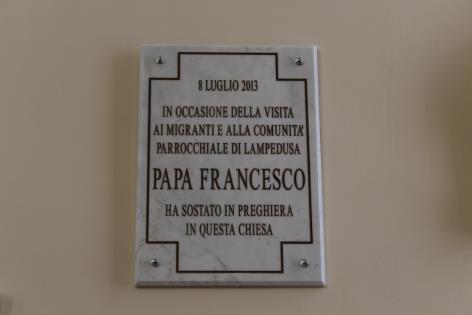 8 LUGLIO 2013
IN OCCASIONE DELLA VISITA
AI MIGRANTI E ALLA COMUNITA'
PARROCCHIALE DI LAMPEDUSA
PAPA FRANCESCO
HA SOSTATO IN PREGHIERA
IN QUESTA CHIESA